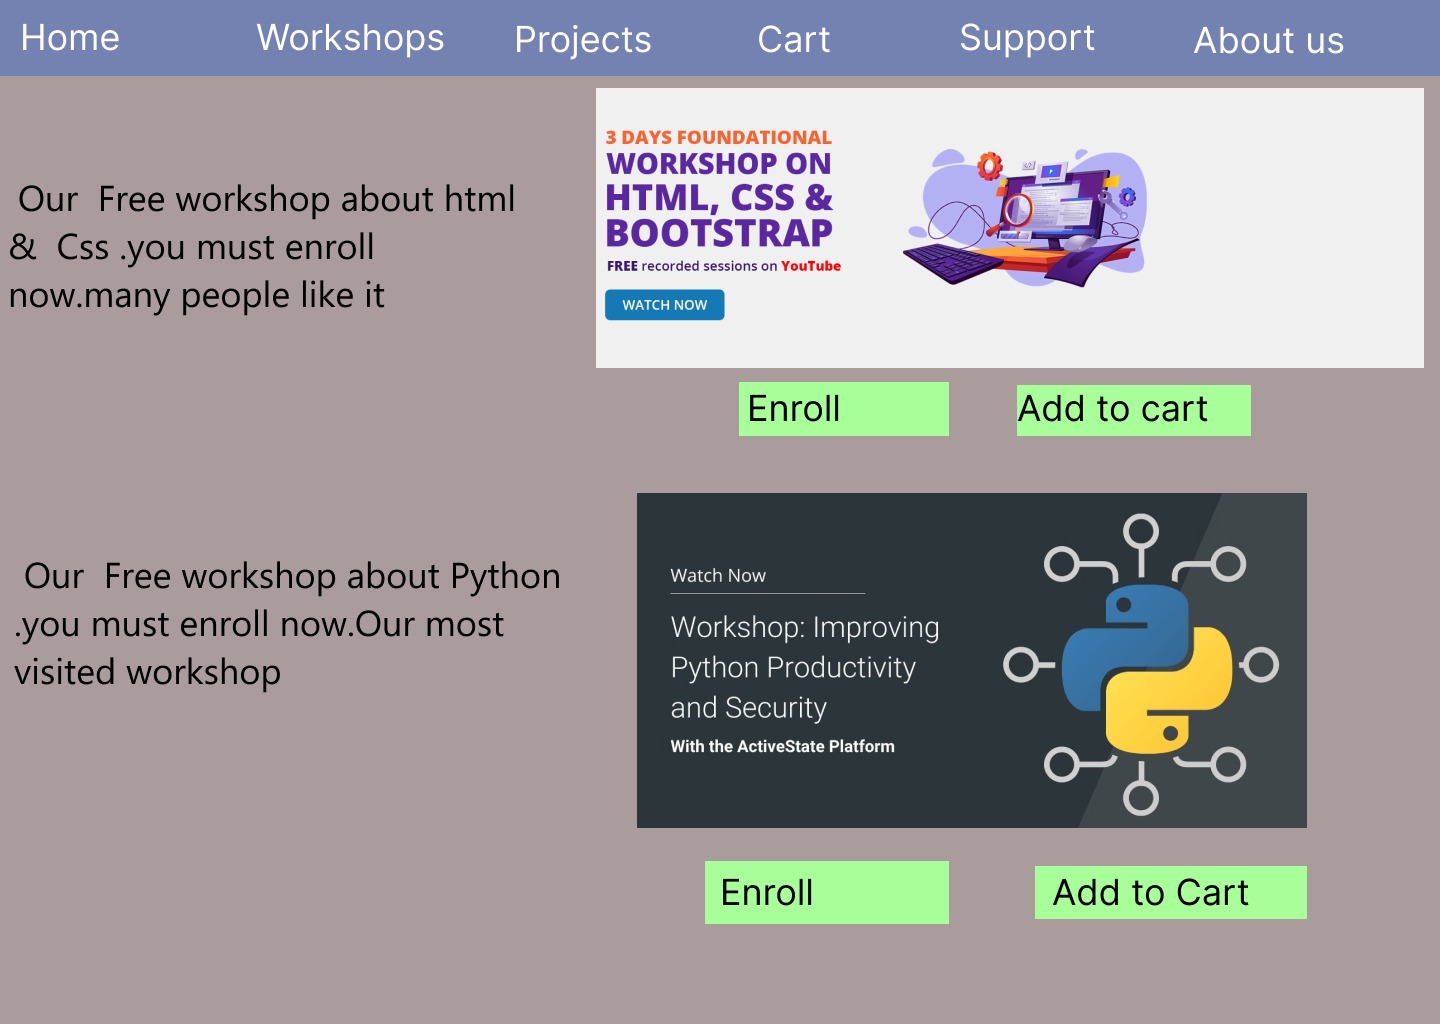 Home Workshops Projects Cart Support About us
Our  Free workshop about html
&  Css .you must enroll
now.many people like it
3 DAYS FOUNDATIONAL
WORKSHOP ON
HTML, CSS &
BOOTSTRAP
FREE recorded sessions on YouTube
WATCH NOW
Enroll Add to cart
Our  Free workshop about Python
.you must enroll now.Our most
visited workshop
Watch Now
Workshop: Improving
Python Productivity
and Security
With the ActiveState Platform
Enroll Add to Cart